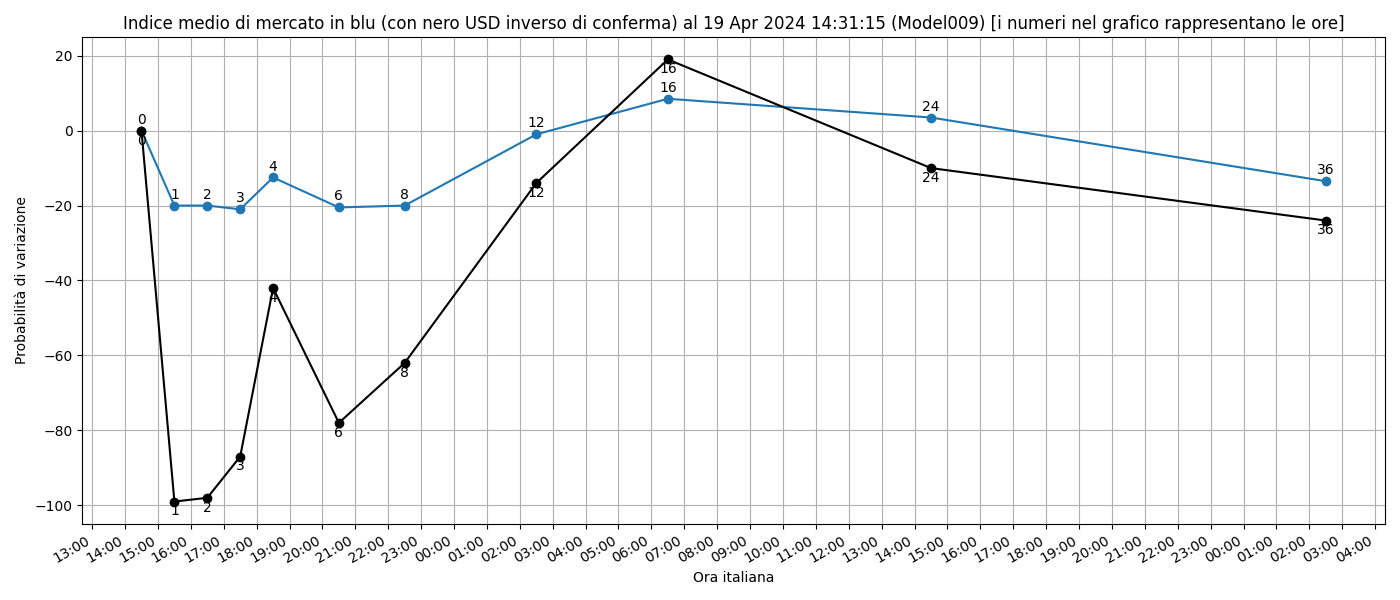 Indice medio di mercato in blu (con nero USD inverso di conferma) al 19 Apr 2024 14:31:15 (Model009) [i numeri nel grafico rappresentano le ore]
Probabilità di variazione
20
0
−20
−40
−60
−80
−100
0 1 2 3 4 6 8 12 16 24 36
0 1 2 3 4 6 8 12 16 24 36
13:00 14:00 15:00 16:00 17:00 18:00 19:00 20:00 21:00 22:00 23:00 00:00 01:00 02:00 03:00 04:00 05:00 06:00 07:00 08:00 09:00 10:00 11:00 12:00 13:00 14:00 15:00 16:00 17:00 18:00 19:00 20:00 21:00 22:00 23:00 00:00 01:00 02:00 03:00 04:00
Ora italiana